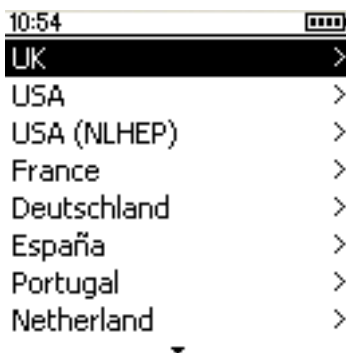 10:54
UK >
USA >
USA (NLHEP) >
France >
Deutschland >
España >
Portugal >
Netherland >